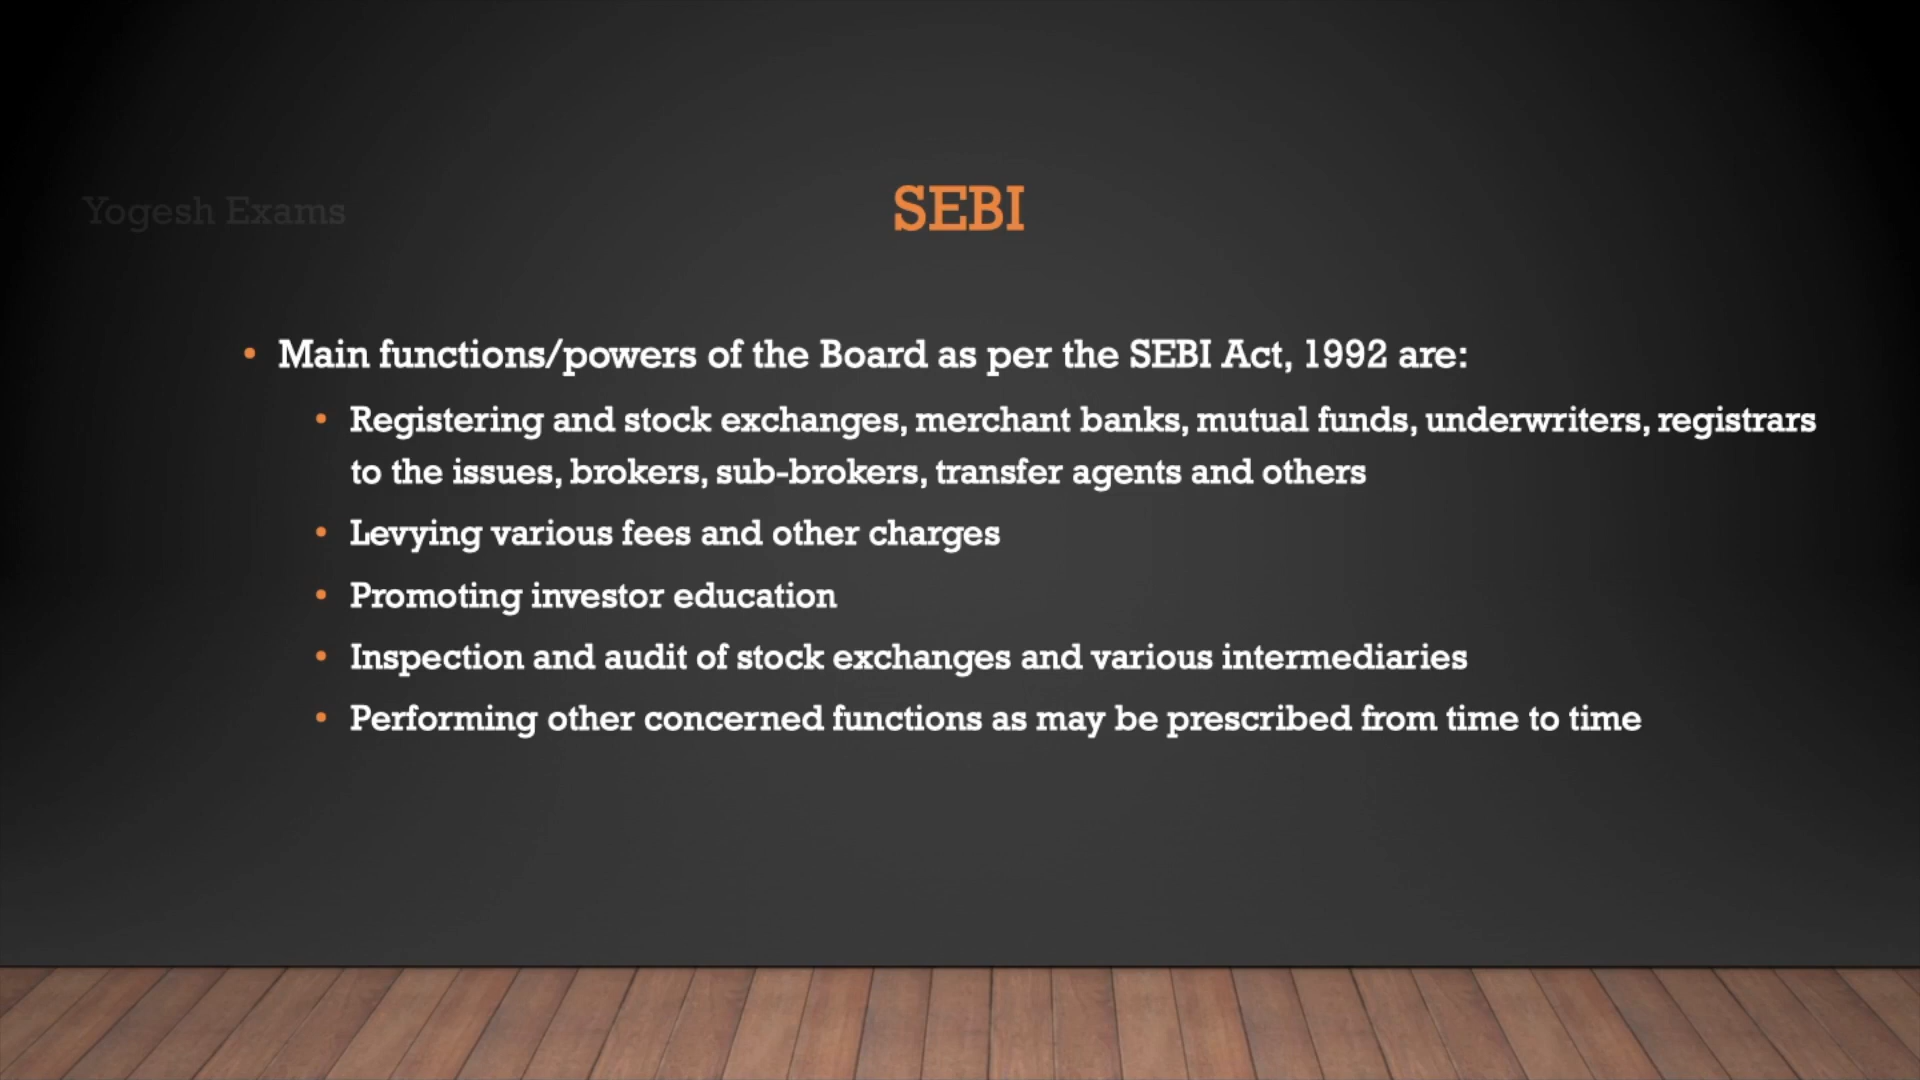 Yogesh Exams
SEBI
• Main functions/powers of the Board as per the SEBI Act, 1992 are:
• Registering and stock exchanges, merchant banks, mutual funds, underwriters, registrars
to the issues, brokers, sub-brokers, transfer agents and others
• Levying various fees and other charges
• Promoting investor education
• Inspection and audit of stock exchanges and various intermediaries
• Performing other concerned functions as may be prescribed from time to time